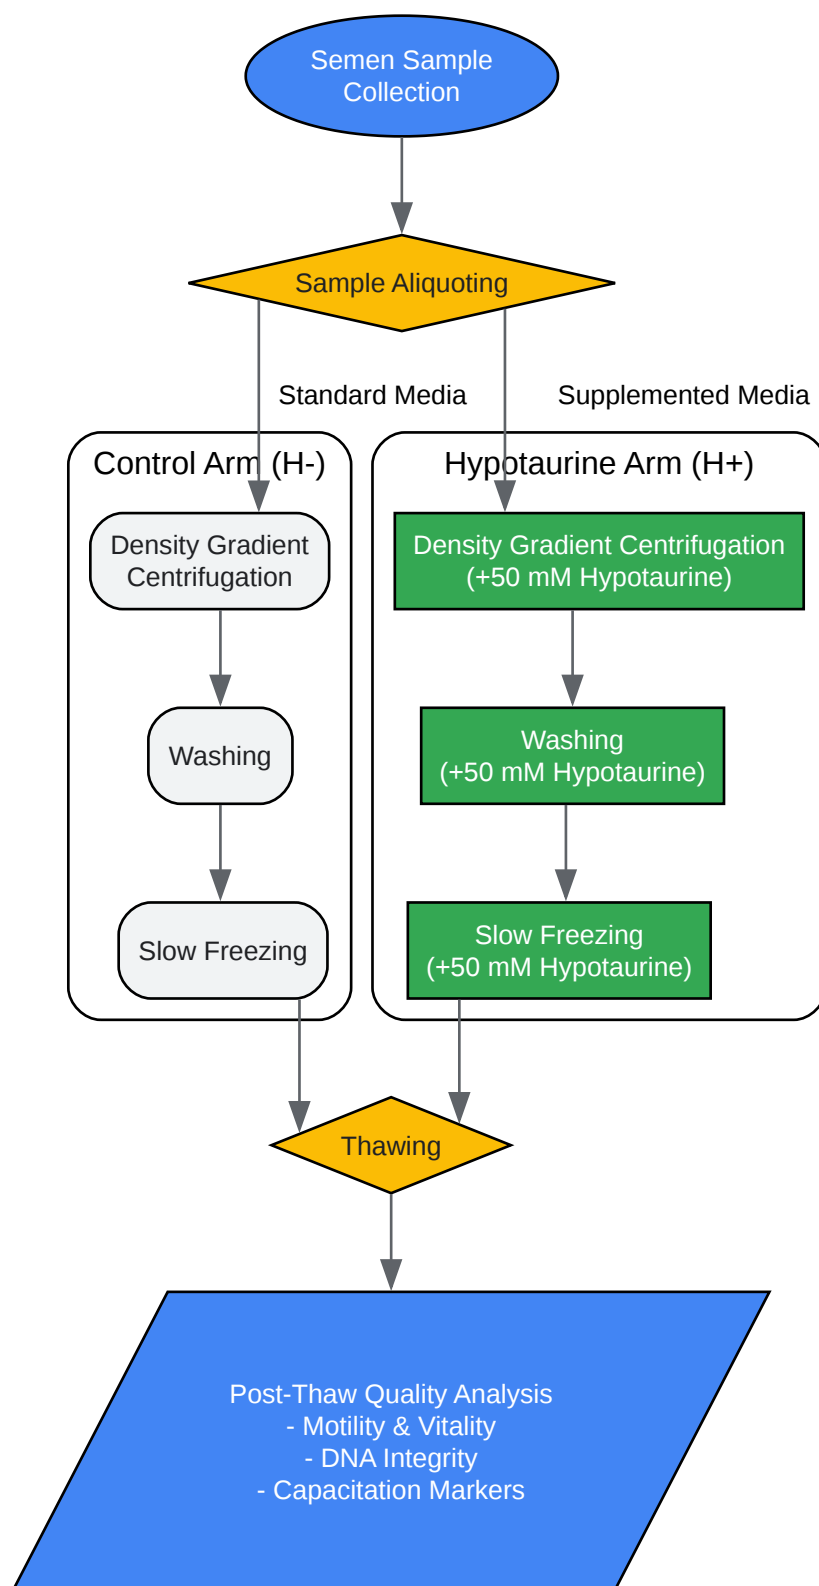 Semen Sample
Collection
Sample Aliquoting
Standard Media
Supplemented Media
Control Arm (H-)
Hypotaurine Arm (H+)
Density Gradient
Centrifugation
Density Gradient Centrifugation
(+50 mM Hypotaurine)
Washing
Washing
(+50 mM Hypotaurine)
Slow Freezing
Slow Freezing
(+50 mM Hypotaurine)
Thawing
Post-Thaw Quality Analysis
- Motility & Vitality
- DNA Integrity
- Capacitation Markers